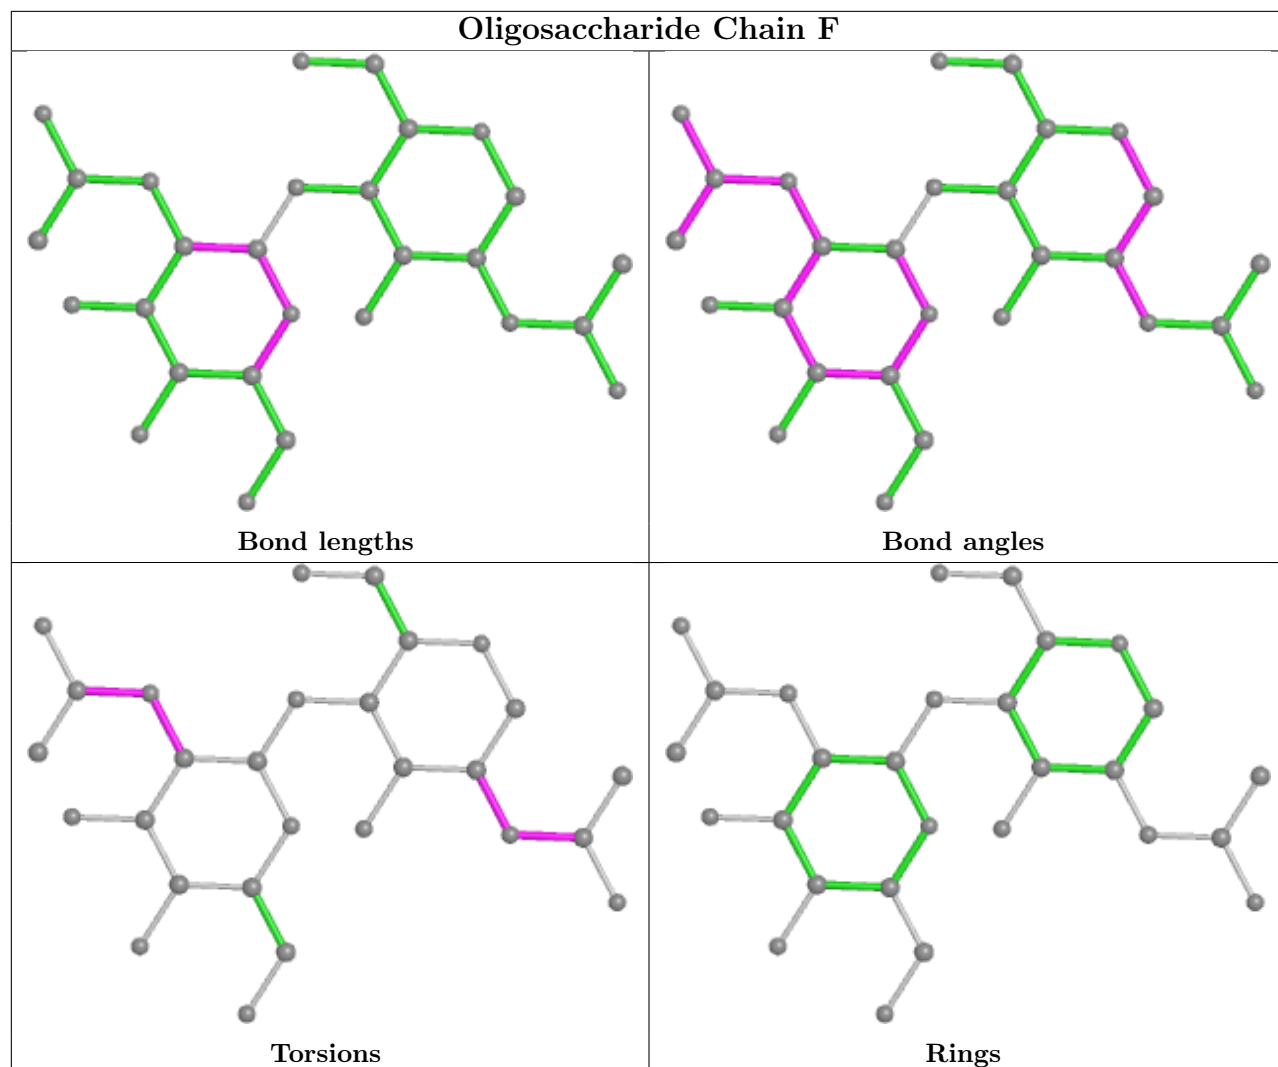 Oligosaccharide Chain F
Bond lengths
Bond angles
Torsions
Rings